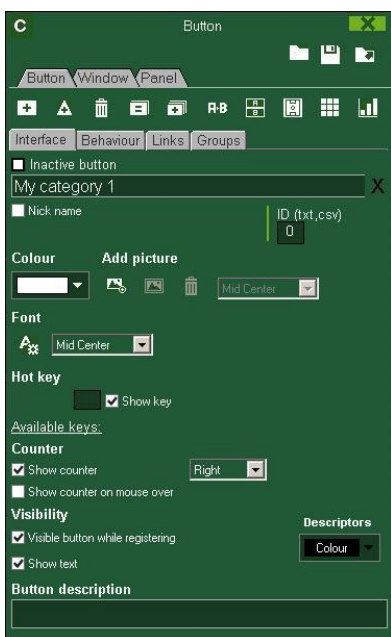 C Button X
Button Window Panel
A·B
Interface Behaviour Links Groups
Inactive button
My category 1 X
Nick name
ID (txt,csv)
0
Colour Add picture
Mid Center
Font
Mid Center
Hot key
Show key
Available keys:
Counter
Show counter Right
Show counter on mouse over
Visibility
Descriptors
Visible button while registering
Colour
Show text
Button description